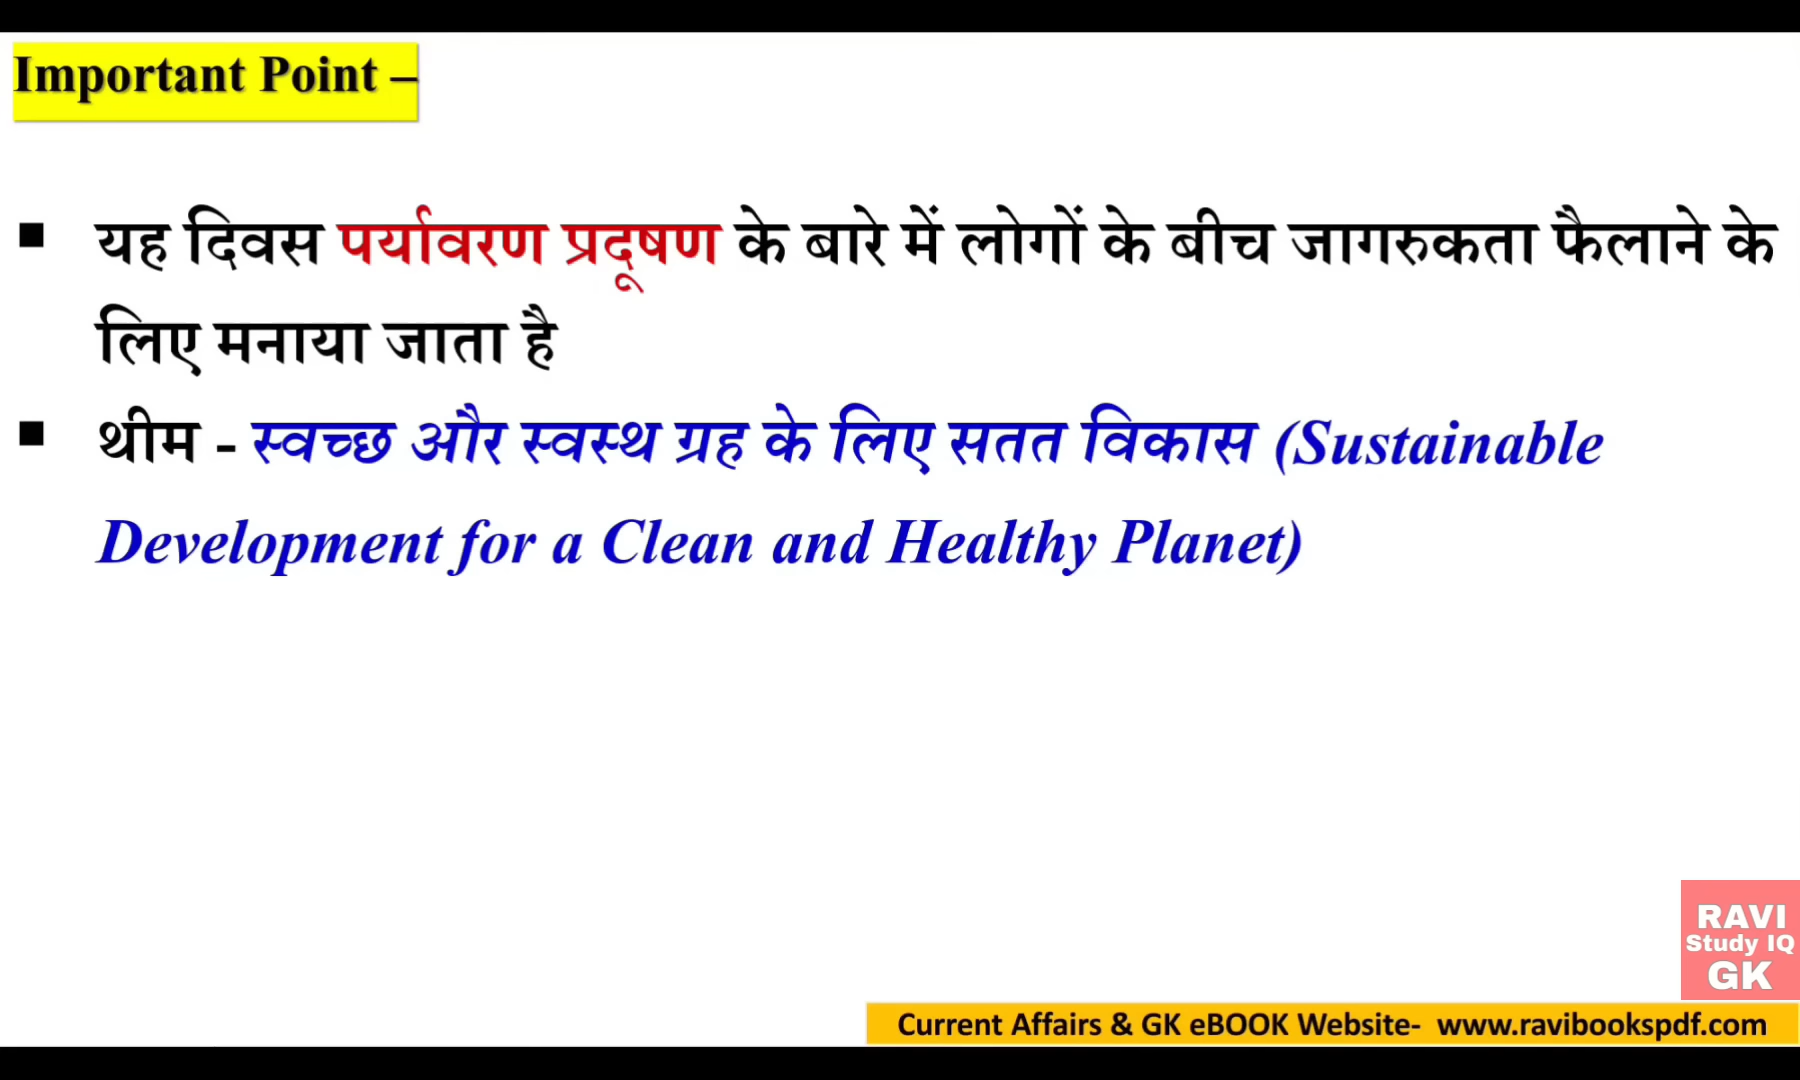 Important Point –
▪ यह दिवस पर्यावरण प्रदूषण के बारे में लोगों के बीच जागरुकता फैलाने के
लिए मनाया जाता है
▪ थीम - स्वच्छ और स्वस्थ ग्रह के लिए सतत विकास (Sustainable
Development for a Clean and Healthy Planet)
RAVI
Study IQ
GK
Current Affairs & GK eBOOK Website- www.ravibookspdf.com